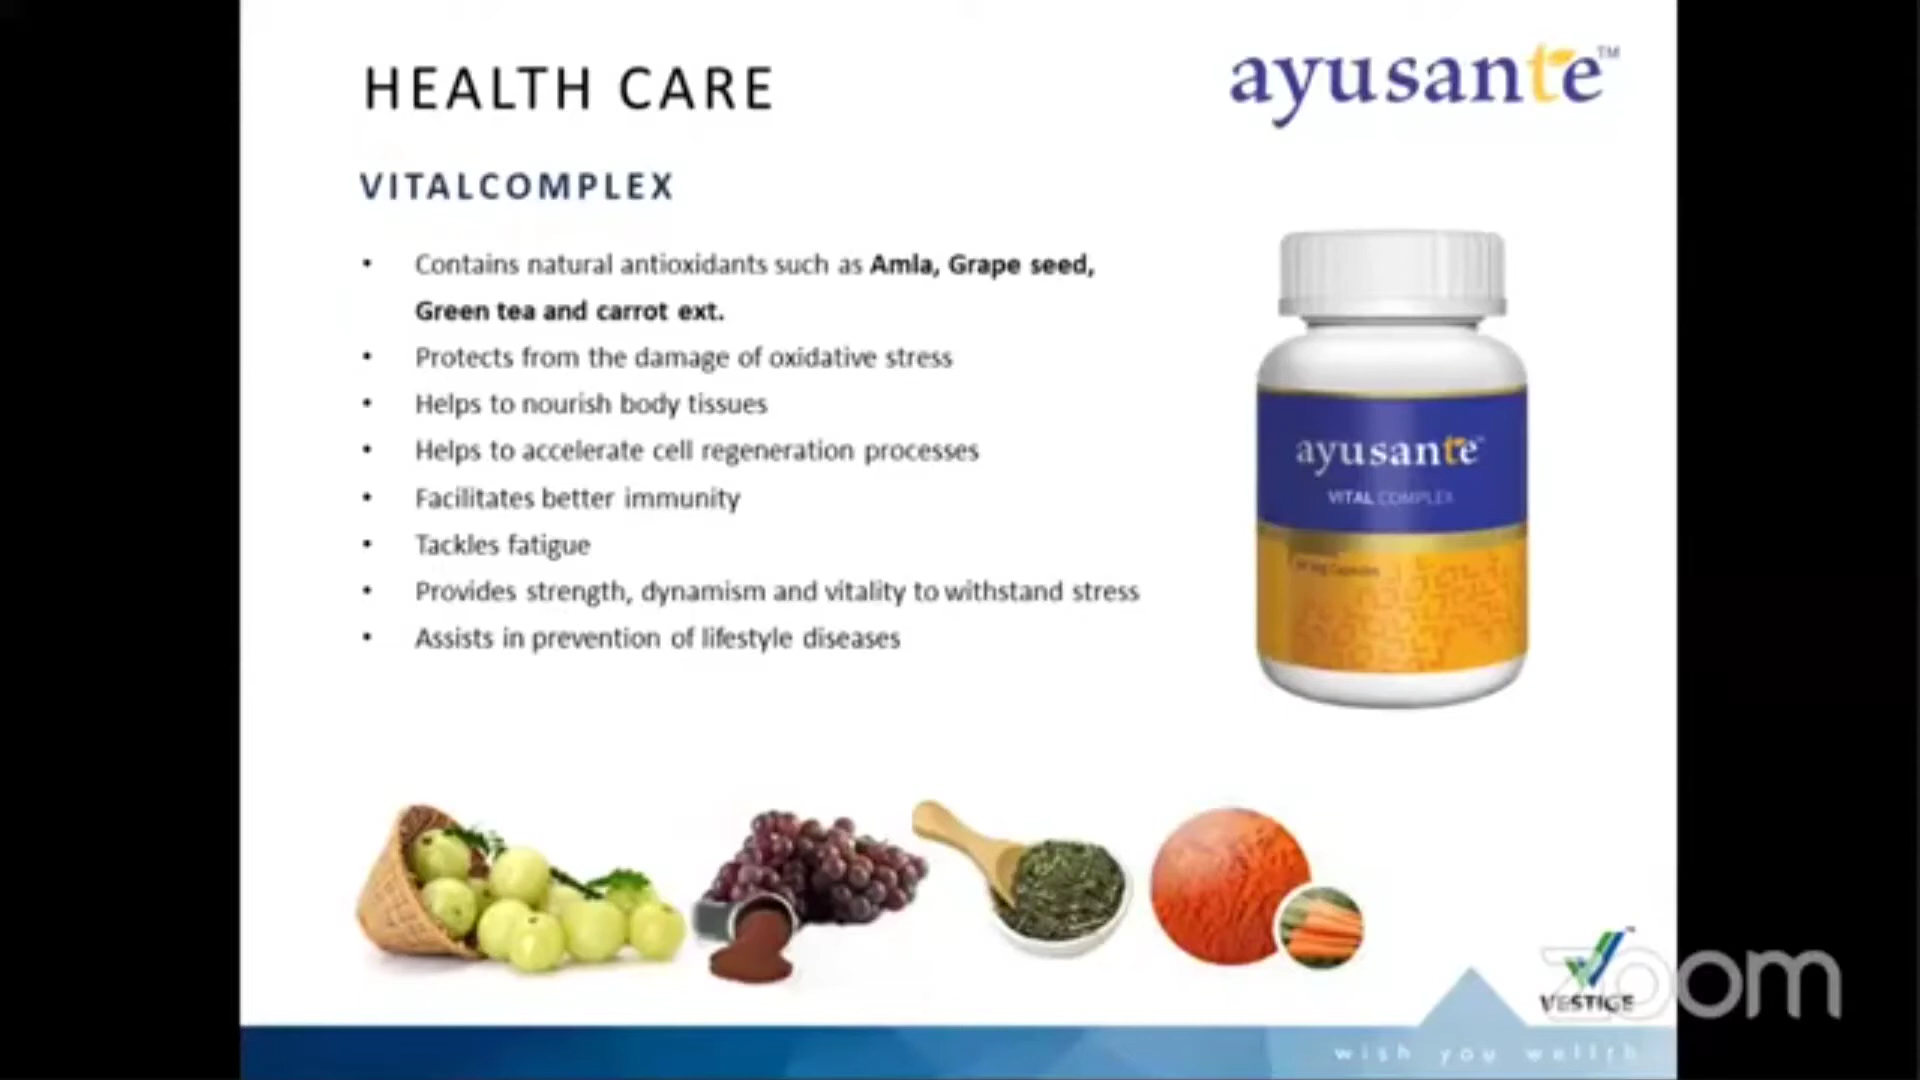 HEALTH CARE
ayusante™
VITALCOMPLEX
• Contains natural antioxidants such as Amla, Grape seed,
Green tea and carrot ext.
• Protects from the damage of oxidative stress
• Helps to nourish body tissues
• Helps to accelerate cell regeneration processes
• Facilitates better immunity
• Tackles fatigue
• Provides strength, dynamism and vitality to withstand stress
• Assists in prevention of lifestyle diseases
ayusante
VITAL COMPLEX
Veg Capsules
VESTIGE
zoom
wish you wellth